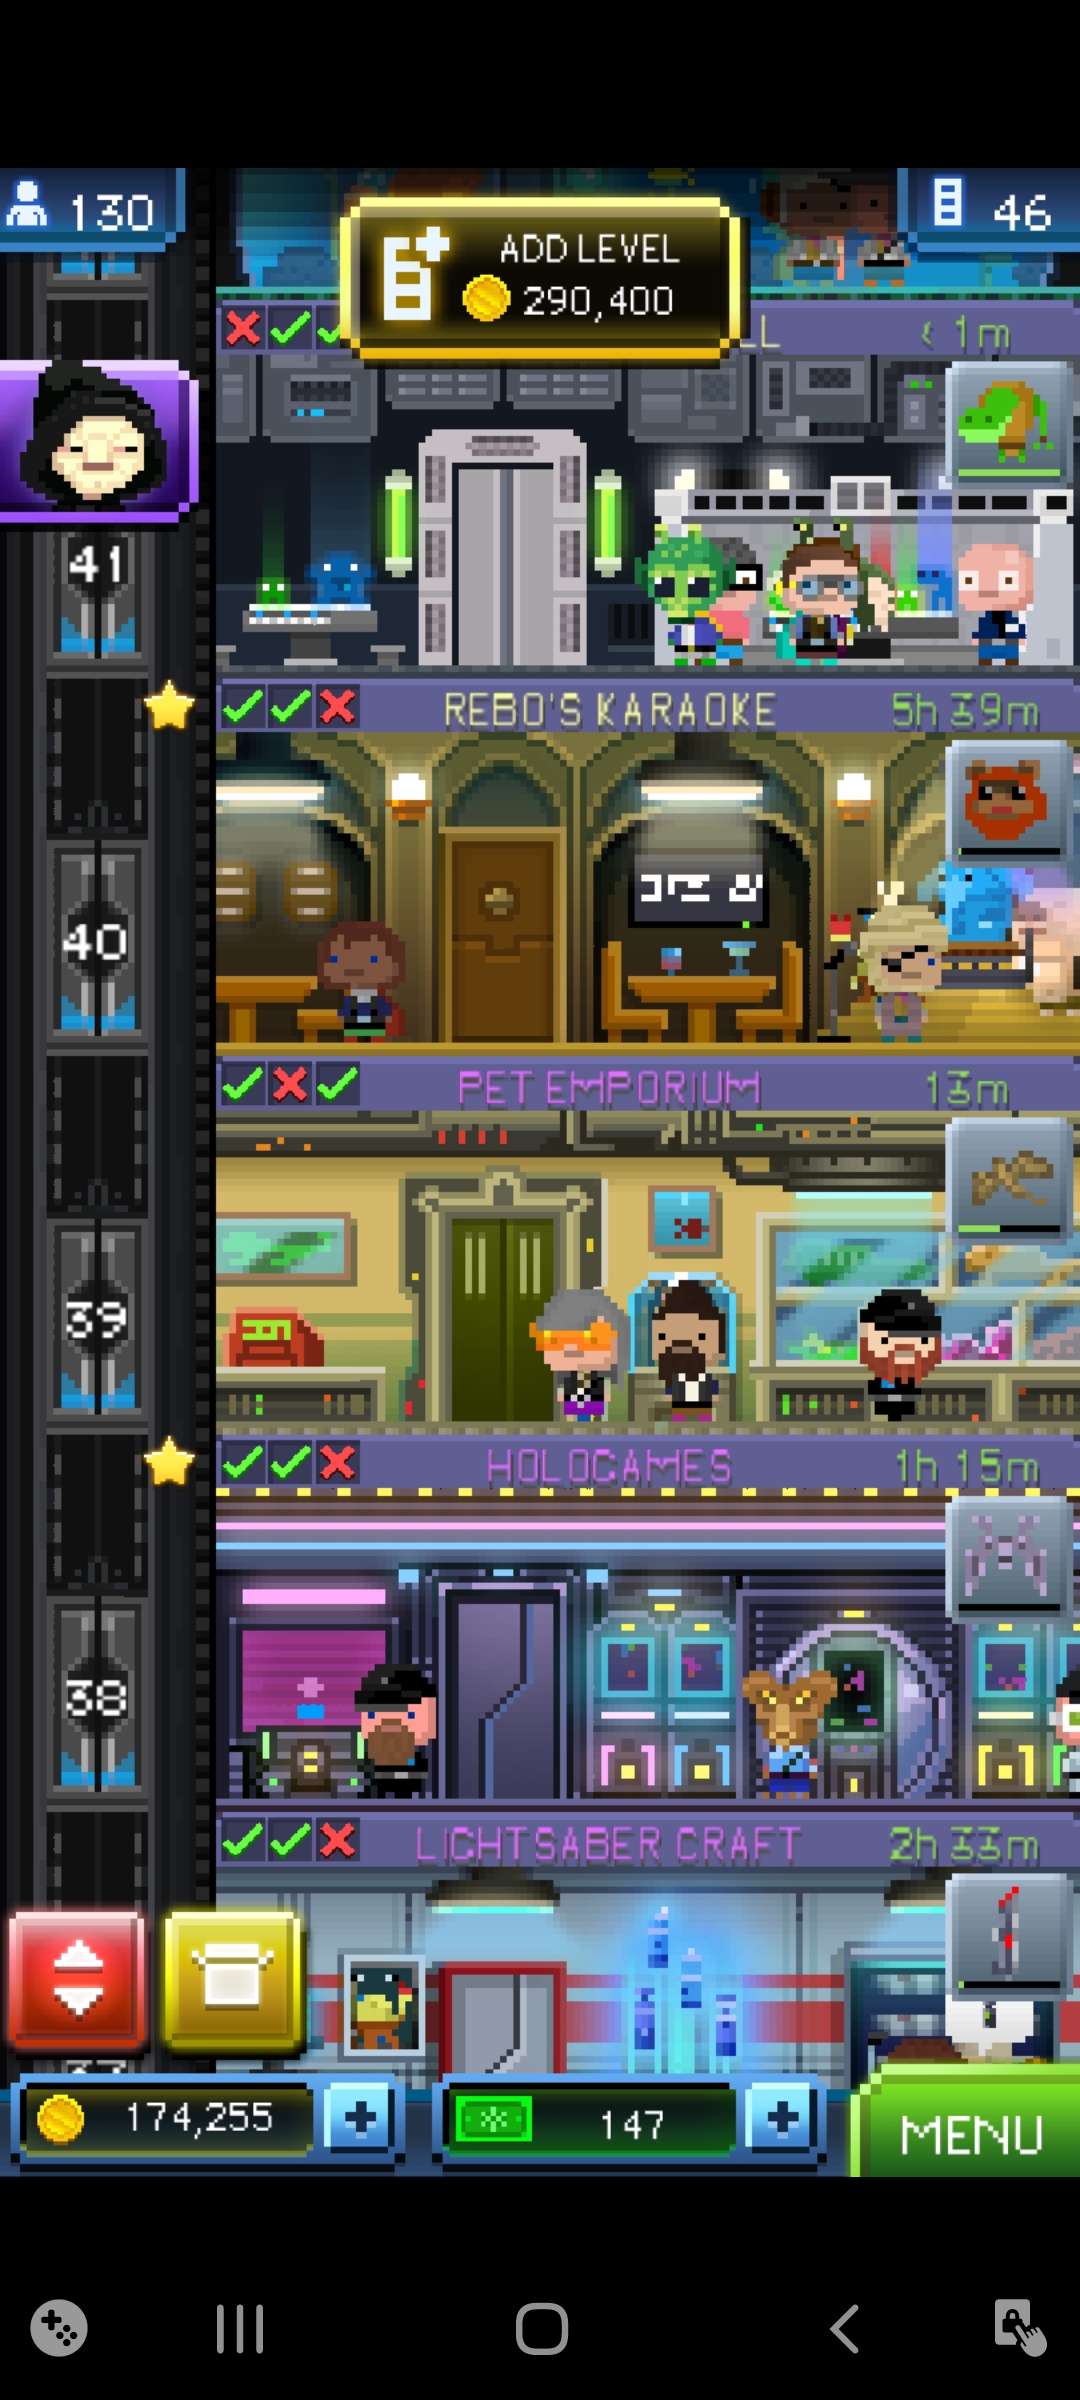 130
46
ADD LEVEL
290,400
LL
< 1m
41
REBO'S KARAOKE
5h 39m
40
PET EMPORIUM
13m
39
HOLOGAMES
1h 15m
38
LIGHTSABER CRAFT
2h 33m
37
174,255
147
MENU